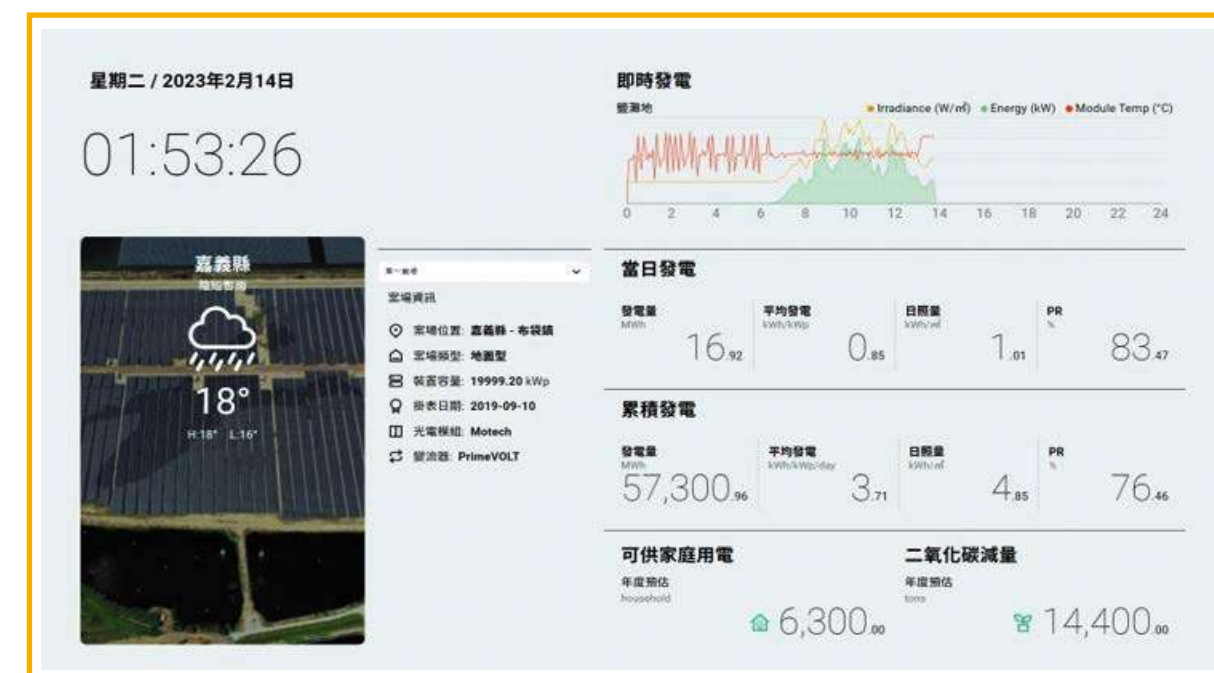 星期二 / 2023年2月14日
01:53:26
嘉義縣
18°
H:18° L:16°
案場資訊
案場位置: 嘉義縣 - 布袋鎮
案場類型: 地面型
裝置容量: 19999.20 kWp
掛表日期: 2019-09-10
光電模組: Motech
變流器: PrimeVOLT
即時發電
鹽灘地
Irradiance (W/㎡) Energy (kW) Module Temp (°C)
0 2 4 6 8 10 12 14 16 18 20 22 24
當日發電
發電量 平均發電 日照量 PR
MWh kWh/kWp kWh/㎡ %
16.92 0.85 1.01 83.47
累積發電
發電量 平均發電 日照量 PR
MWh kWh/kWp/day kWh/㎡ %
57,300.96 3.71 4.85 76.46
可供家庭用電 二氧化碳減量
年度預估 年度預估
household tons
6,300.00 14,400.00